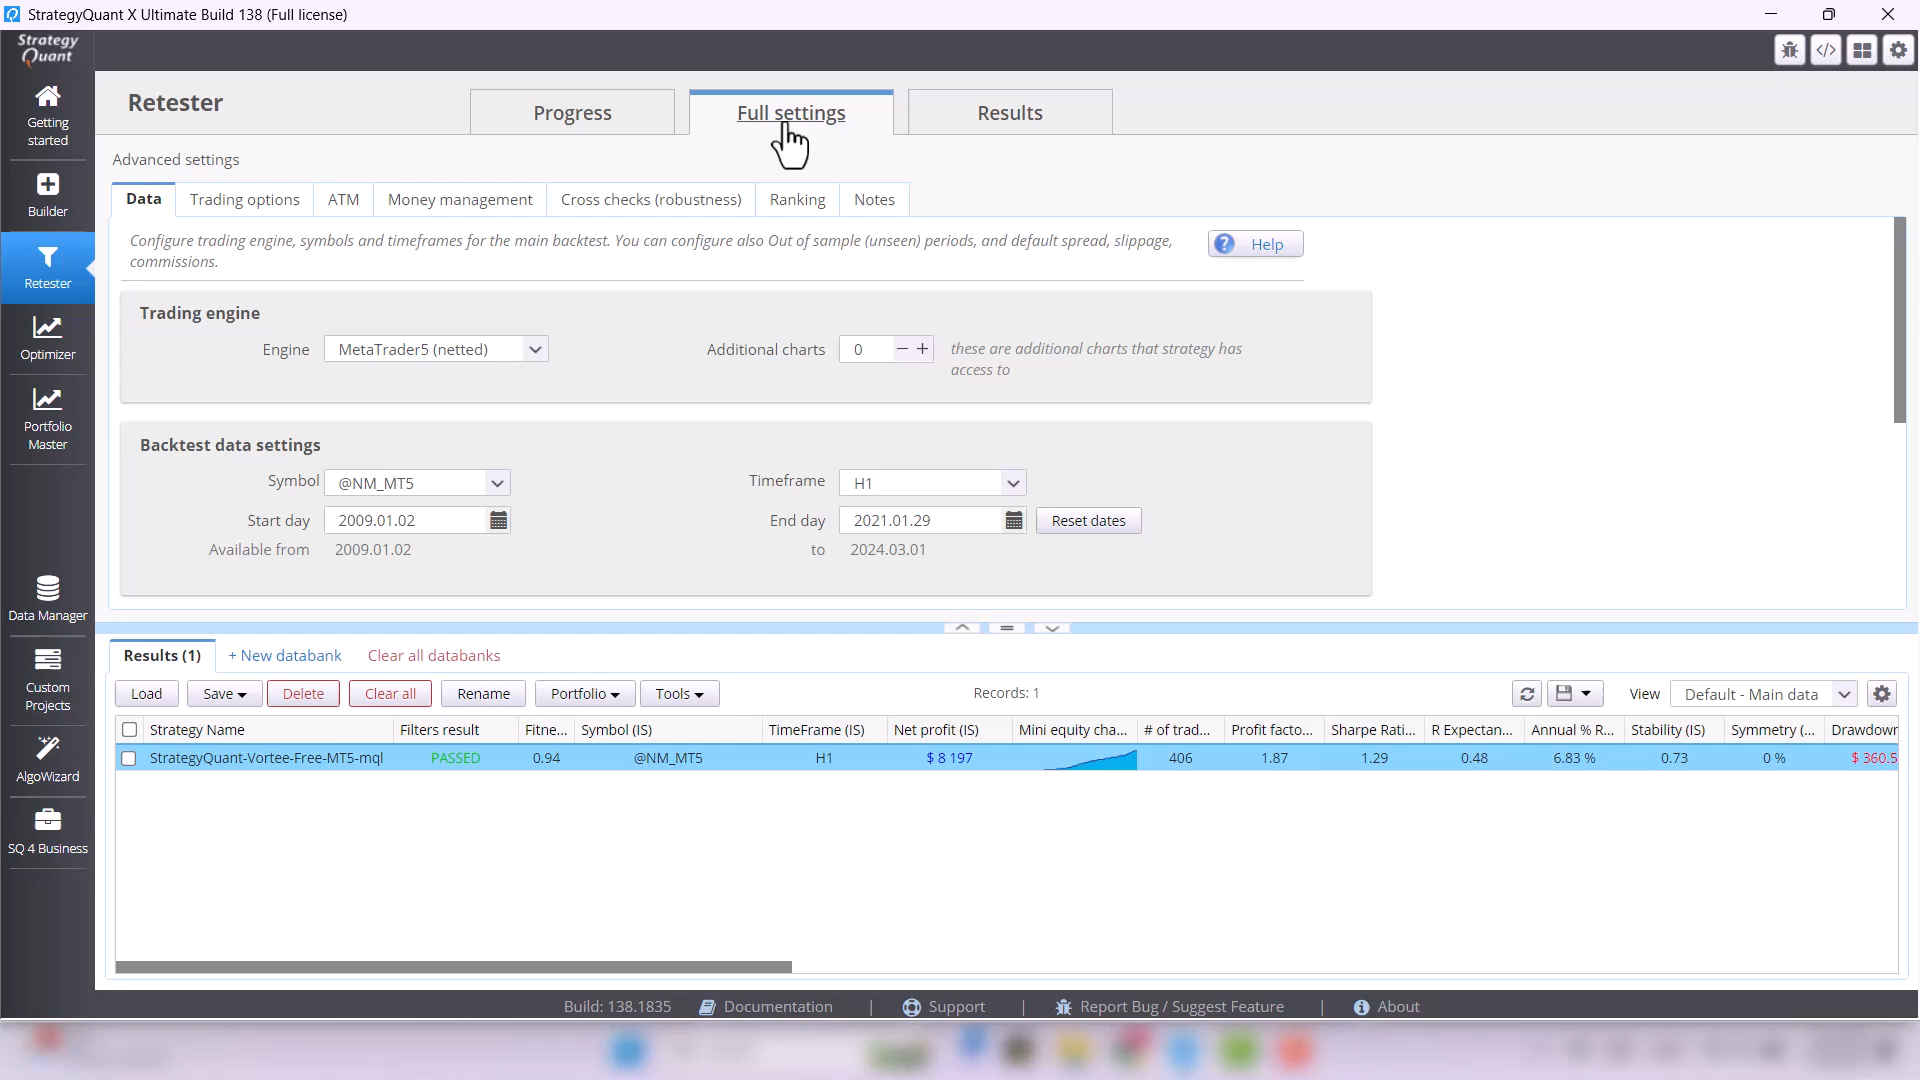 StrategyQuant X Ultimate Build 138 (Full license)
Strategy
Quant
Getting
started
Builder
Retester
Optimizer
Portfolio
Master
Data Manager
Custom
Projects
AlgoWizard
SQ 4 Business
Retester
Progress
Full settings
Results
Advanced settings
Data
Trading options
ATM
Money management
Cross checks (robustness)
Ranking
Notes
Configure trading engine, symbols and timeframes for the main backtest. You can configure also Out of sample (unseen) periods, and default spread, slippage,
commissions.
? Help
Trading engine
Engine MetaTrader5 (netted)
Additional charts 0 − + these are additional charts that strategy has
access to
Backtest data settings
Symbol @NM_MT5
Timeframe H1
Start day 2009.01.02
End day 2021.01.29 Reset dates
Available from 2009.01.02
to 2024.03.01
Results (1) + New databank Clear all databanks
Load Save Delete Clear all Rename Portfolio Tools Records: 1 View Default - Main data
Strategy Name Filters result Fitne... Symbol (IS) TimeFrame (IS) Net profit (IS) Mini equity cha... # of trad... Profit facto... Sharpe Rati... R Expectan... Annual % R... Stability (IS) Symmetry (... Drawdown
StrategyQuant-Vortee-Free-MT5-mql PASSED 0.94 @NM_MT5 H1 $ 8 197 406 1.87 1.29 0.48 6.83 % 0.73 0 % $ 360.5
Build: 138.1835 Documentation | Support | Report Bug / Suggest Feature | About